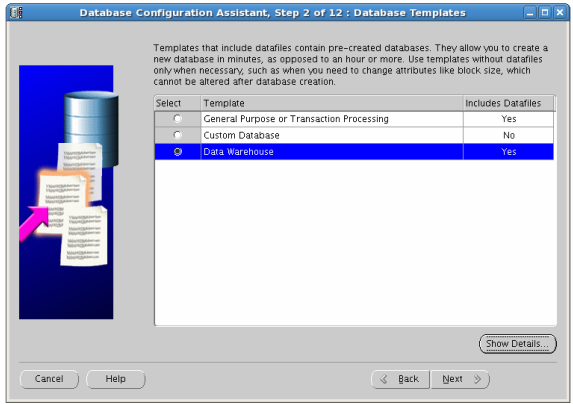 Database Configuration Assistant, Step 2 of 12 : Database Templates
Templates that include datafiles contain pre-created databases. They allow you to create a
new database in minutes, as opposed to an hour or more. Use templates without datafiles
only when necessary, such as when you need to change attributes like block size, which
cannot be altered after database creation.
Select Template Includes Datafiles
General Purpose or Transaction Processing Yes
Custom Database No
Data Warehouse Yes
Show Details...
Cancel Help Back Next